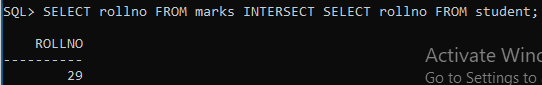 SQL> SELECT rollno FROM marks INTERSECT SELECT rollno FROM student;
ROLLNO
----------
29
Activate Wind
Go to Settings to